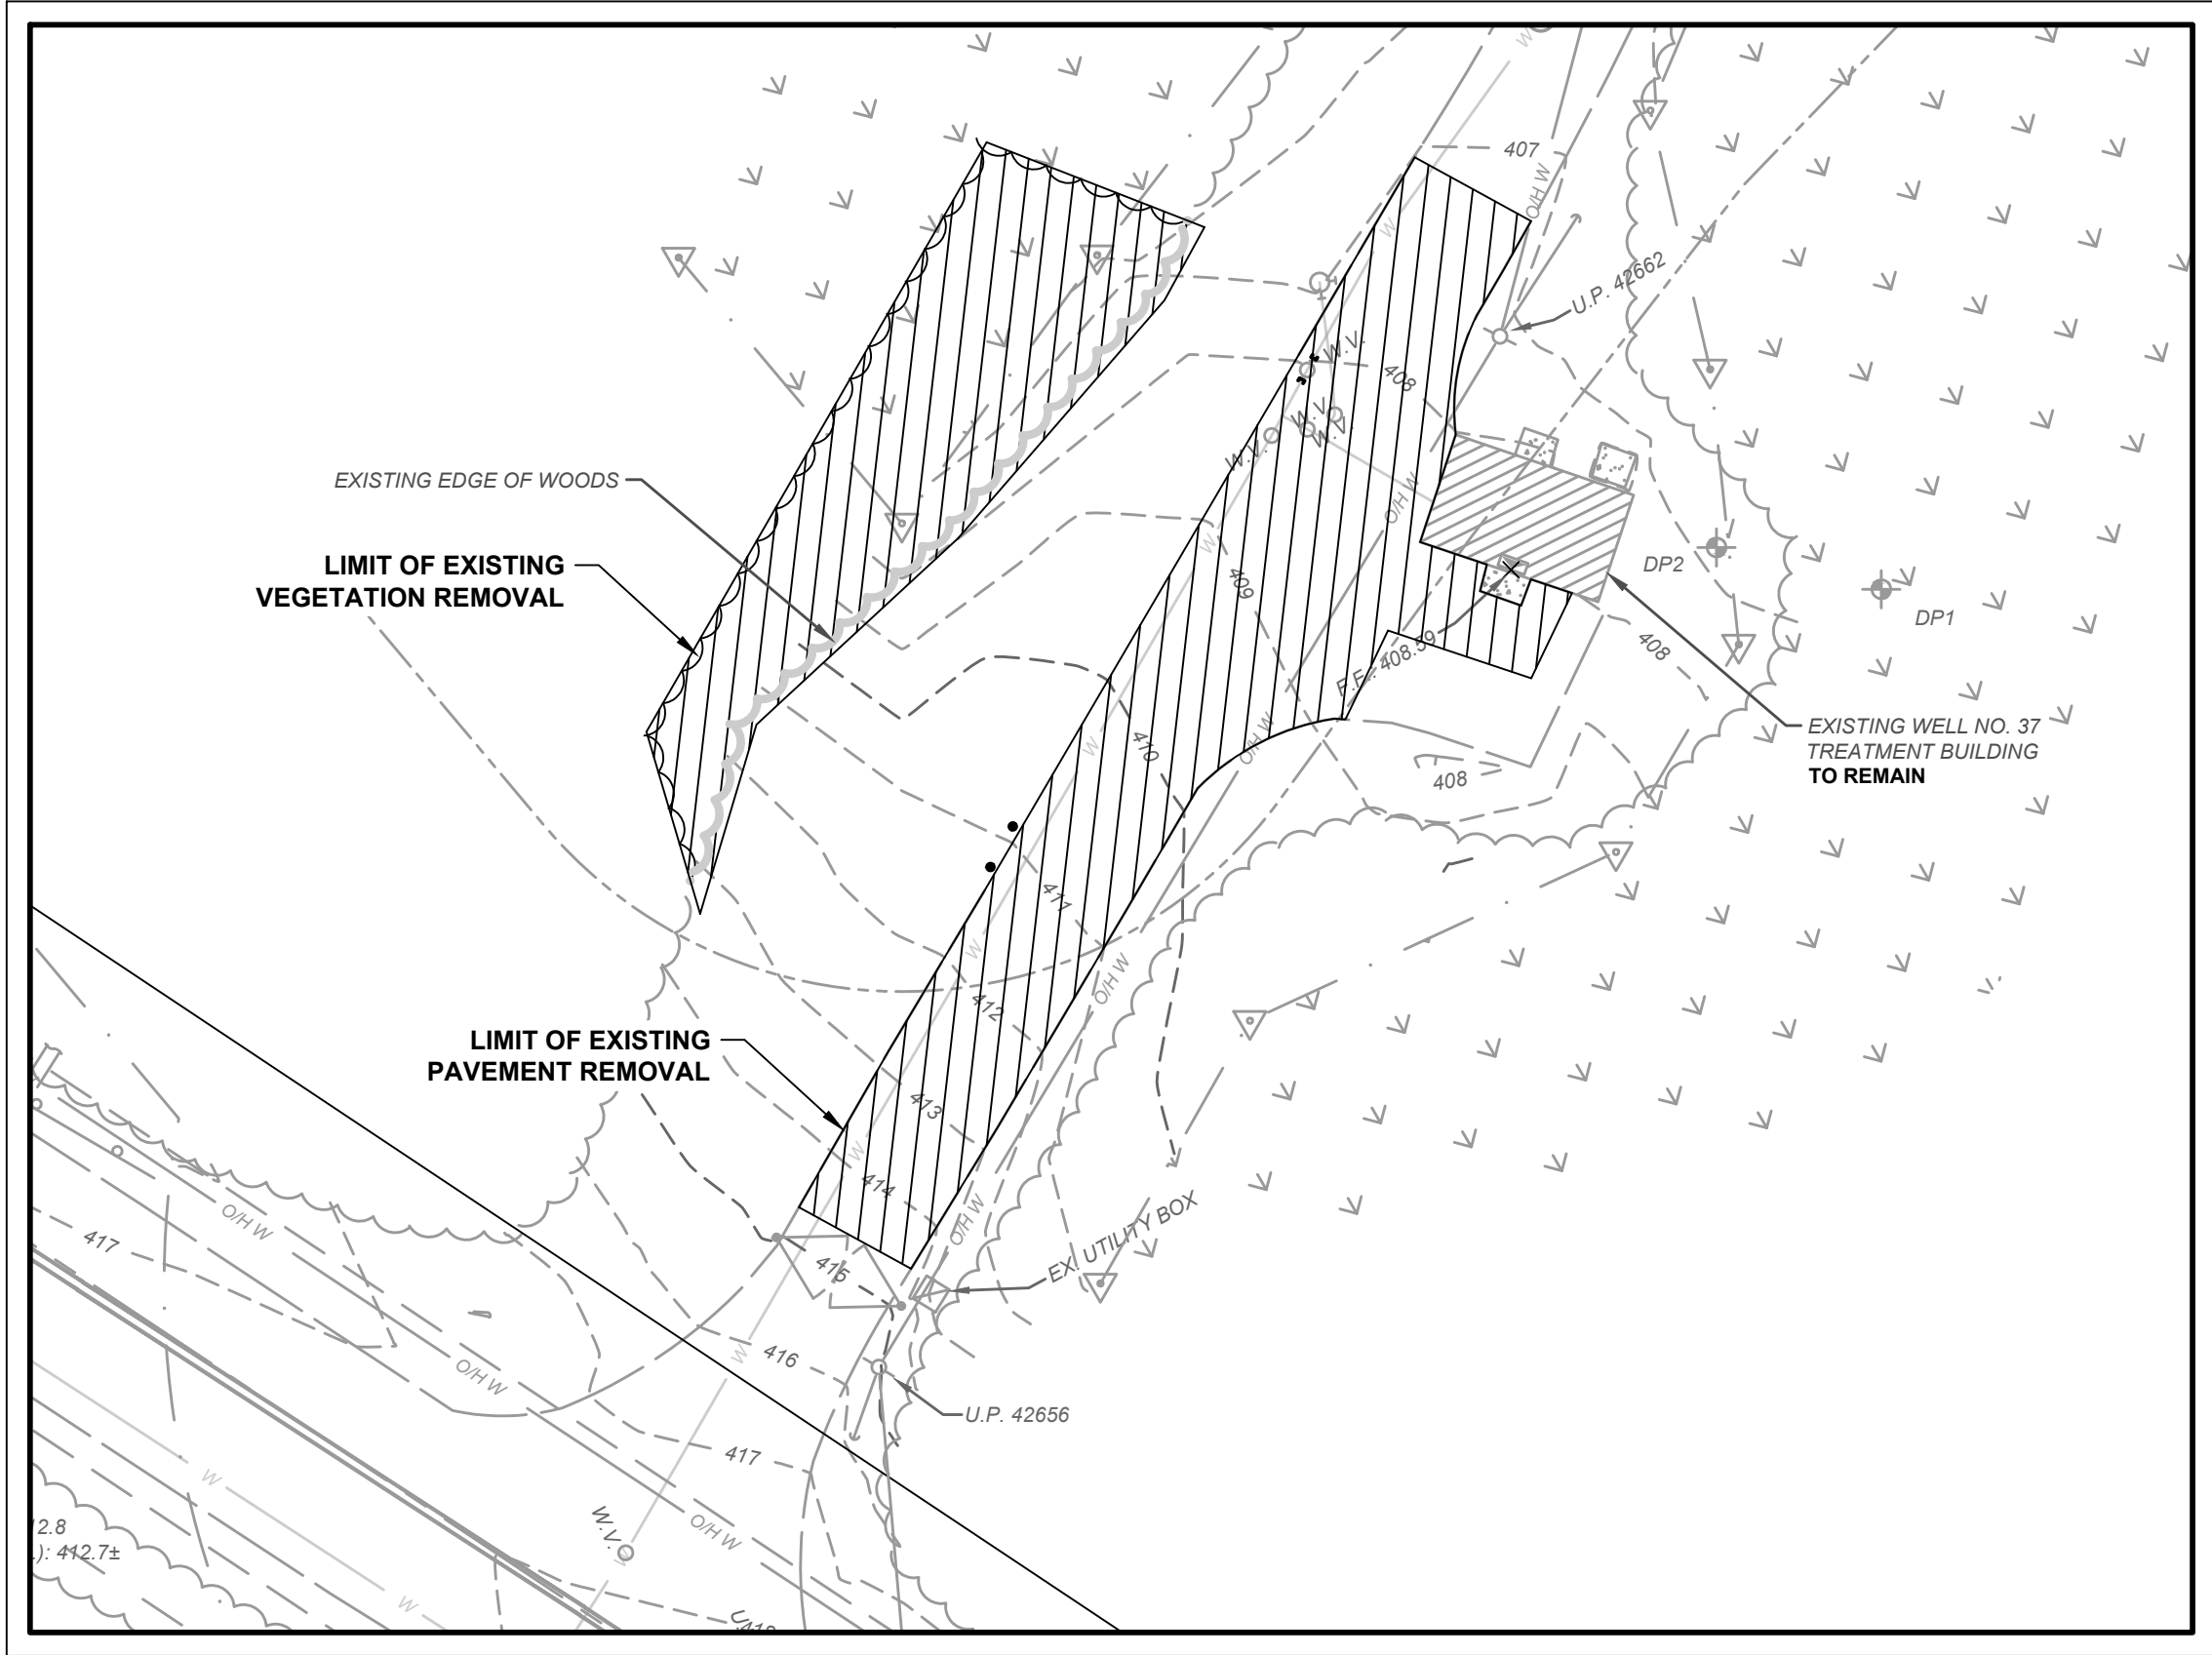 W
407
O/H W
W
U.P. 42662
W.V.
408
W.V.
W.V.
W.V.
EXISTING EDGE OF WOODS
O/H W
W
LIMIT OF EXISTING
VEGETATION REMOVAL
409
DP2
DP1
F.F.: 408.59
408
EXISTING WELL NO. 37
TREATMENT BUILDING
TO REMAIN
410
W
O/H W
408
411
W
O/H W
412
LIMIT OF EXISTING
PAVEMENT REMOVAL
413
W
414
O/H W
O/H W
417
415
EX. UTILITY BOX
W
416
O/H W
U.P. 42656
417
W
W.V.
O/H W
12.8
.): 412.7±
W
W